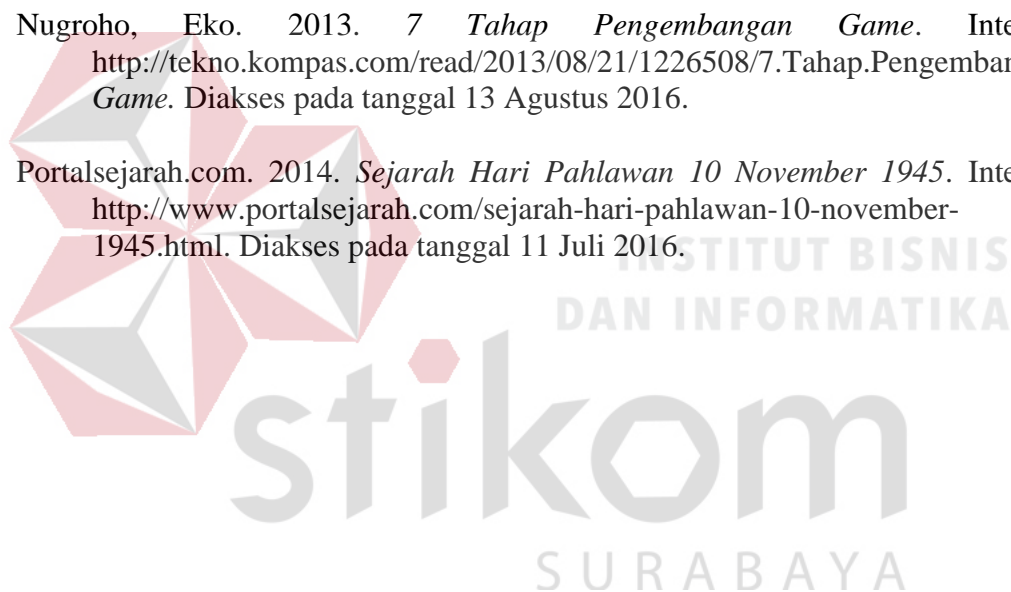 Nugroho, Eko. 2013. 7 Tahap Pengembangan Game. Inte
http://tekno.kompas.com/read/2013/08/21/1226508/7.Tahap.Pengemban
Game. Diakses pada tanggal 13 Agustus 2016.
Portalsejarah.com. 2014. Sejarah Hari Pahlawan 10 November 1945. Inte
http://www.portalsejarah.com/sejarah-hari-pahlawan-10-november-
1945.html. Diakses pada tanggal 11 Juli 2016.
INSTITUT BISNIS
DAN INFORMATIKA
stikom
SURABAYA